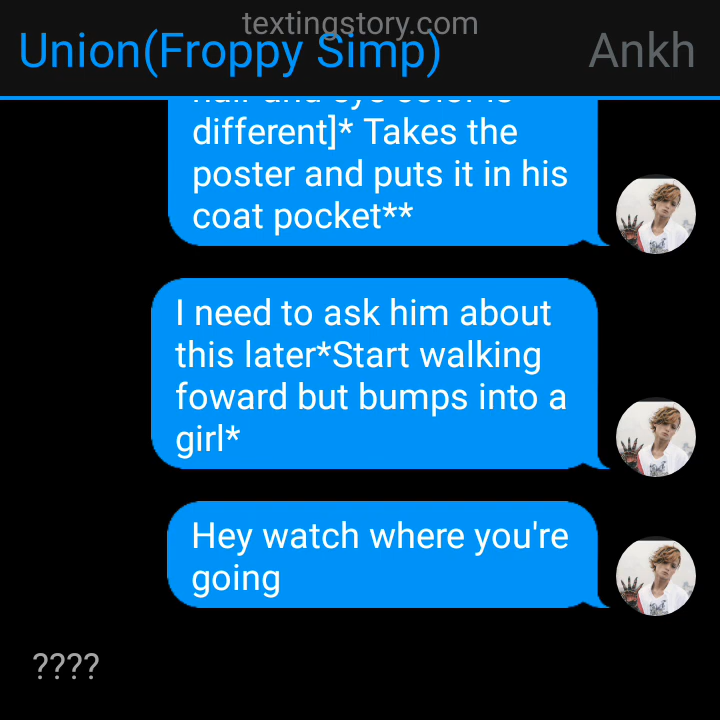 textingstory.com
Union(Froppy Simp)
Ankh
different]* Takes the
poster and puts it in his
coat pocket**
I need to ask him about
this later*Start walking
foward but bumps into a
girl*
Hey watch where you're
going
????